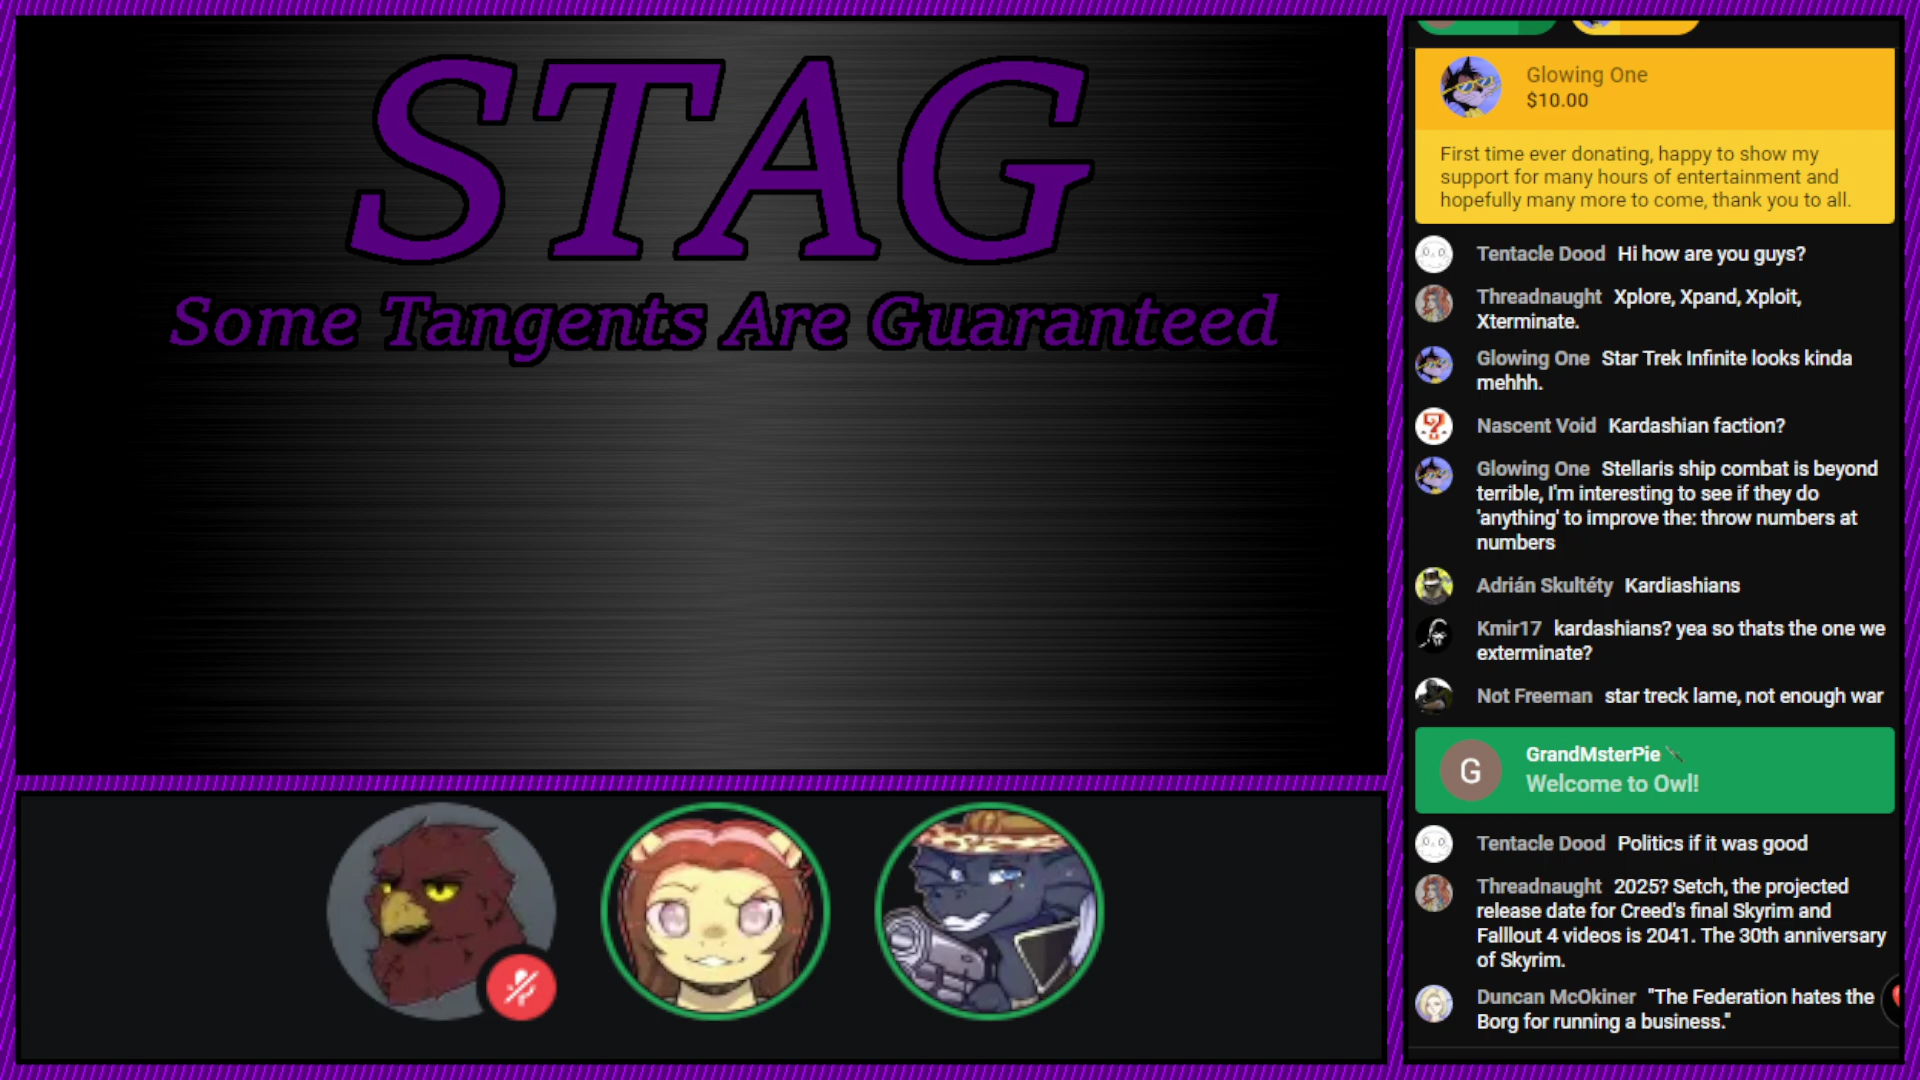 STAG
Some Tangents Are Guaranteed
Glowing One
$10.00
First time ever donating, happy to show my
support for many hours of entertainment and
hopefully many more to come, thank you to all.
Tentacle Dood Hi how are you guys?
Threadnaught Xplore, Xpand, Xploit,
Xterminate.
Glowing One Star Trek Infinite looks kinda
mehhh.
Nascent Void Kardashian faction?
Glowing One Stellaris ship combat is beyond
terrible, I'm interesting to see if they do
'anything' to improve the: throw numbers at
numbers
Adrián Skultéty Kardiashians
Kmir17 kardashians? yea so thats the one we
exterminate?
Not Freeman star treck lame, not enough war
G
GrandMsterPie
Welcome to Owl!
Tentacle Dood Politics if it was good
Threadnaught 2025? Setch, the projected
release date for Creed's final Skyrim and
Falllout 4 videos is 2041. The 30th anniversary
of Skyrim.
Duncan McOkiner "The Federation hates the
Borg for running a business."